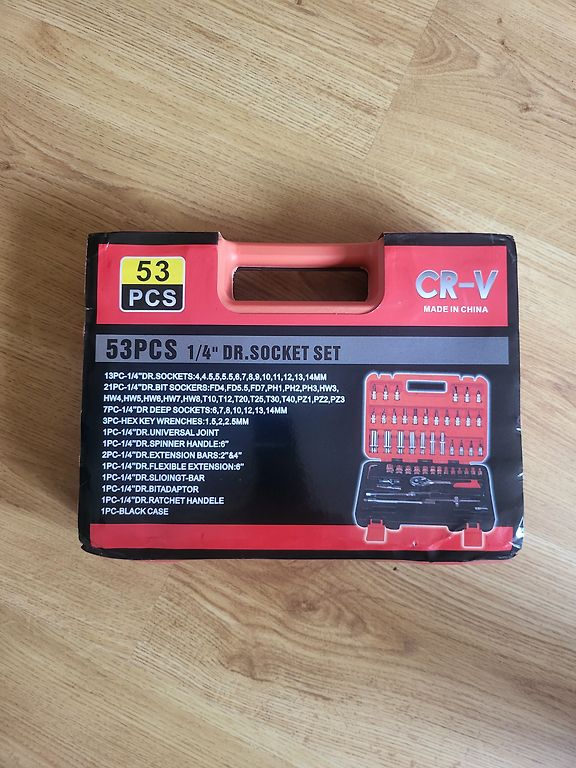 53
PCS
CR-V
MADE IN CHINA
53PCS 1/4" DR.SOCKET SET
13PC-1/4"DR.SOCKETS:4,4.5,5,5.5,6,7,8,9,10,11,12,13,14MM
21PC-1/4"DR.BIT SOCKERS:FD4,FD5.5,FD7,PH1,PH2,PH3,HW3,
HW4,HW5,HW6,HW7,HW8,T10,T12,T20,T25,T30,T40,PZ1,PZ2,PZ3
7PC-1/4"DR DEEP SOCKETS:6,7,8,10,12,13,14MM
3PC-HEX KEY WRENCHES:1.5,2,2.5MM
1PC-1/4"DR.UNIVERSAL JOINT
1PC-1/4"DR.SPINNER HANDLE:6"
2PC-1/4"DR.EXTENSION BARS:2"&4"
1PC-1/4"DR.FLEXIBLE EXTENSION:6"
1PC-1/4"DR.SLIOINGT-BAR
1PC-1/4"DR.BITADAPTOR
1PC-1/4"DR.RATCHET HANDELE
1PC-BLACK CASE